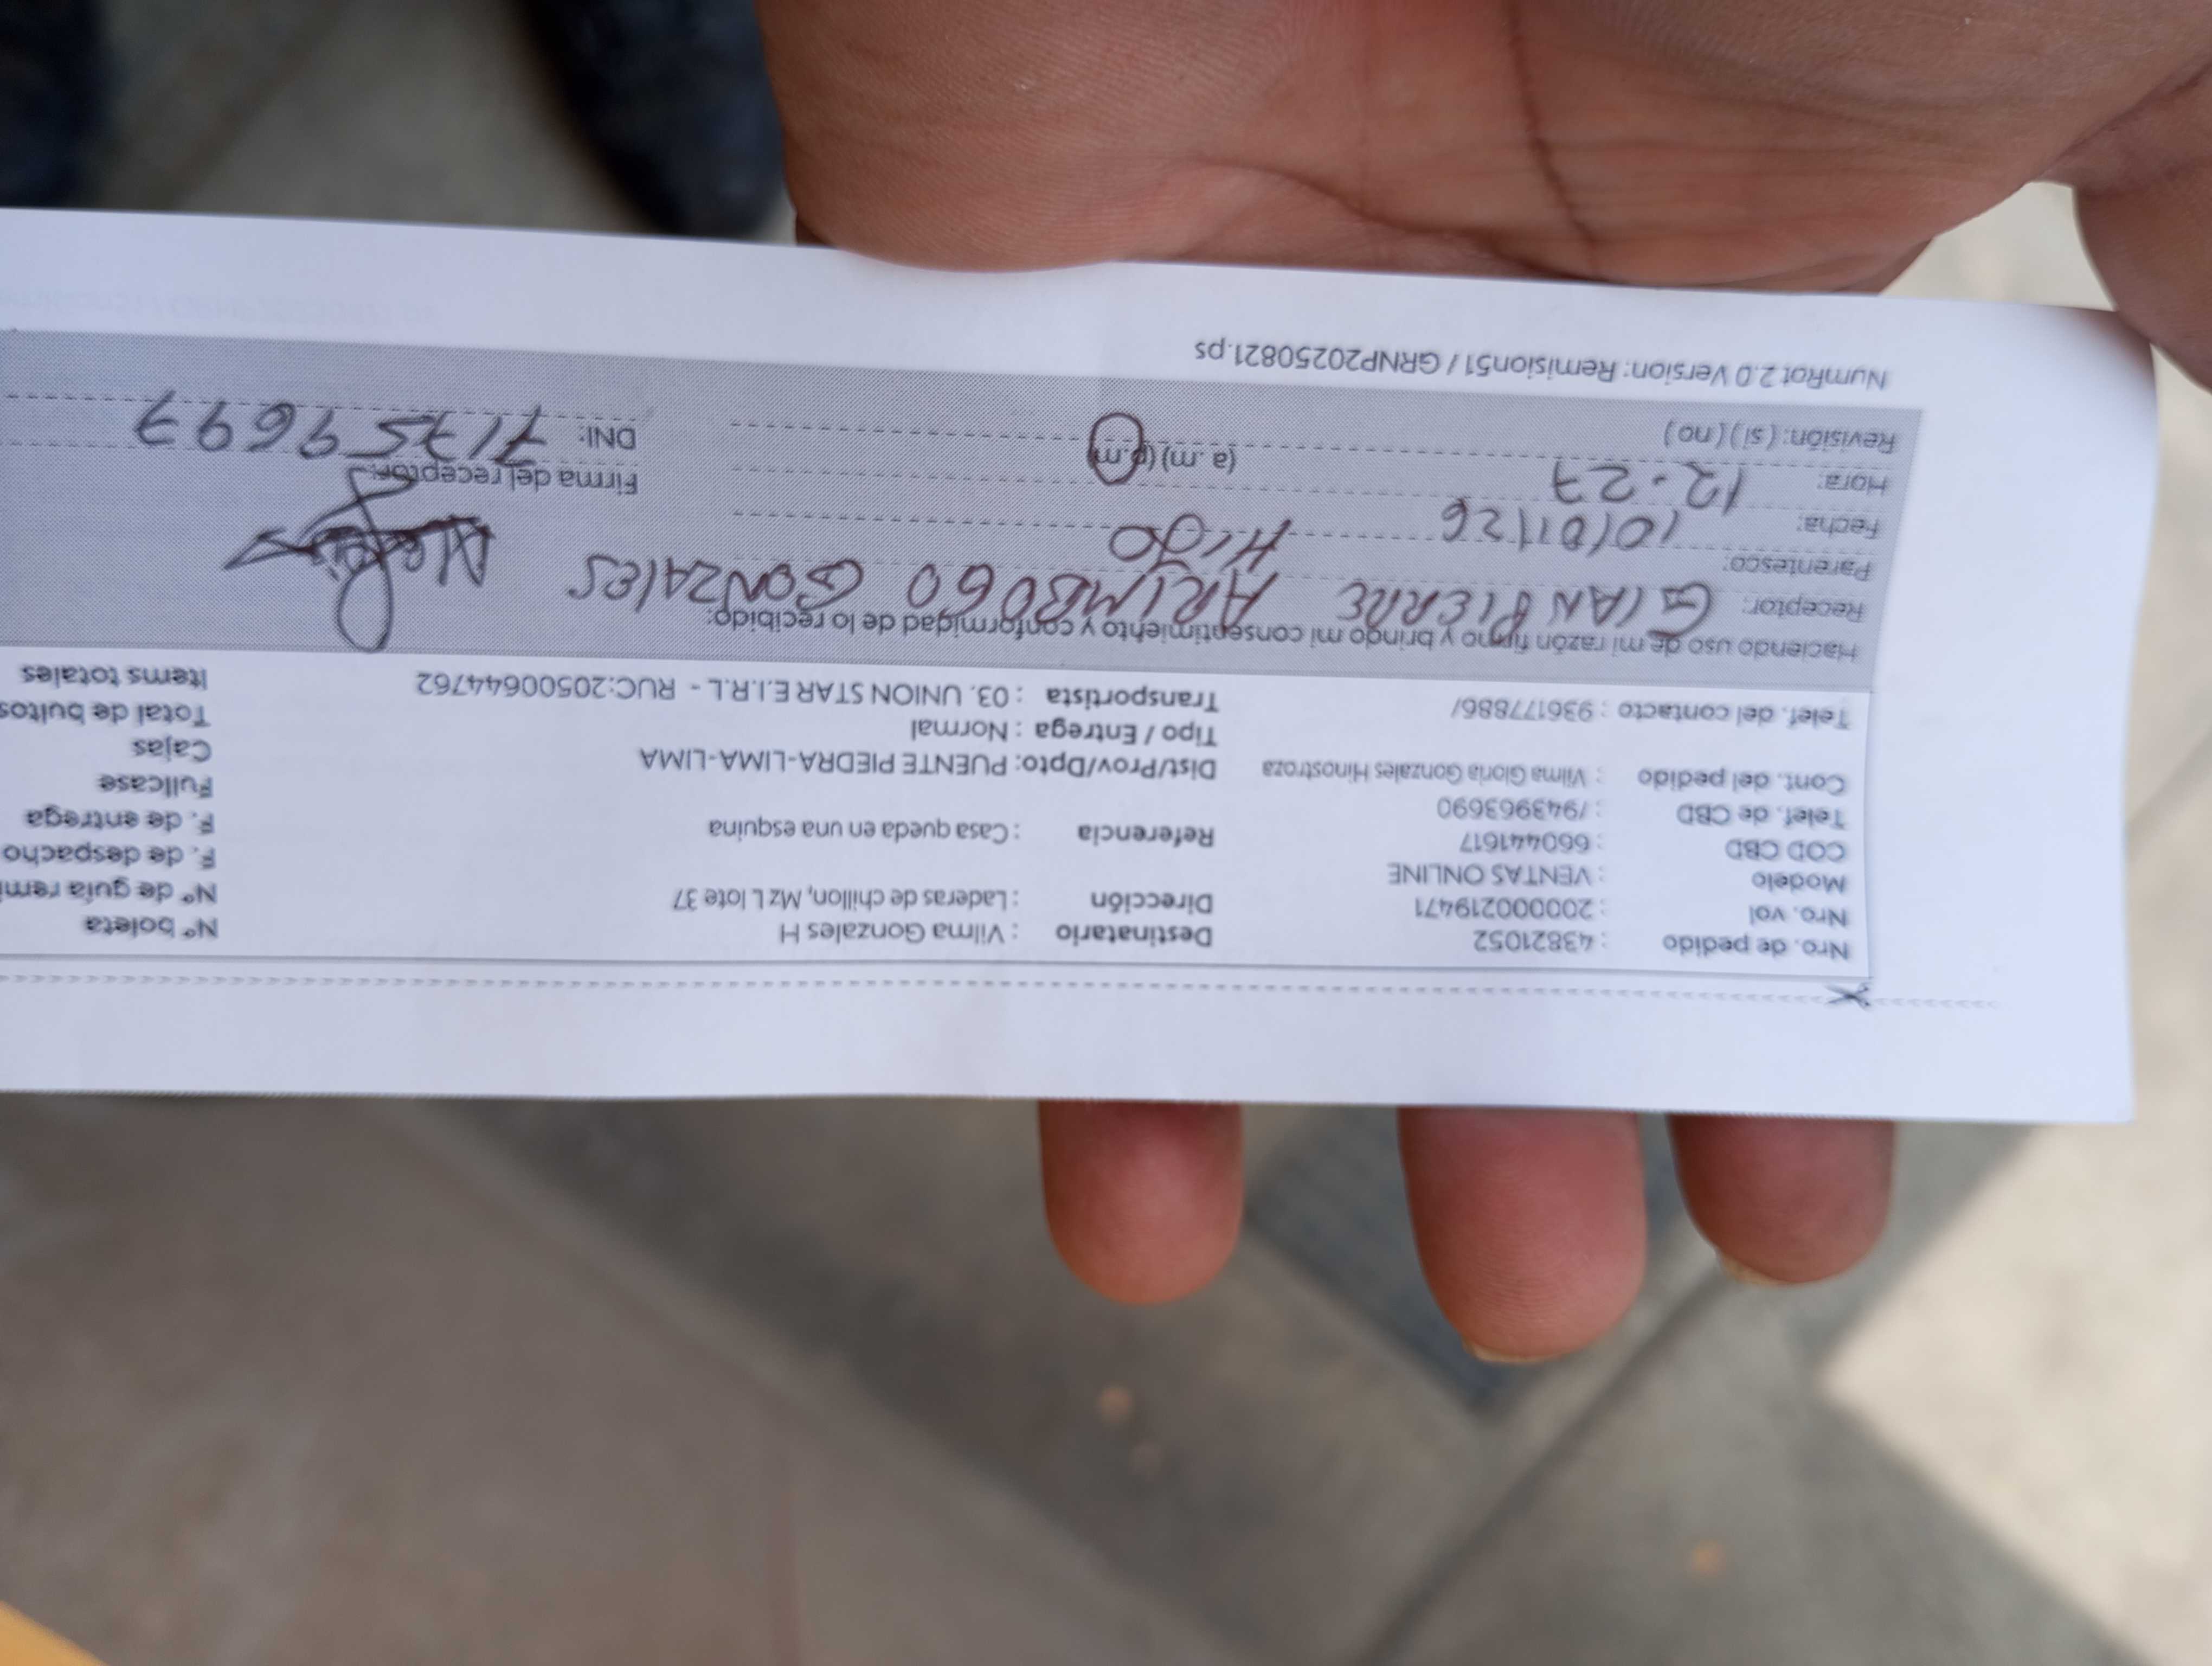 Nro. de pedido : 43821052
Nro. vol : 200000219471
Modelo : VENTAS ONLINE
COD CBD : 660441617
Telef. de CBD : /943963690
Cont. del pedido : Vilma Gloria Gonzales Hinostroza
Telef. del contacto : 936177886/
Destinatario : Vilma Gonzales H
Dirección : Laderas de chillon, Mz L lote 37
Referencia : Casa queda en una esquina
Dist/Prov/Dpto: PUENTE PIEDRA-LIMA-LIMA
Tipo / Entrega : Normal
Transportista : 03. UNION STAR E.I.R.L - RUC:20500644762
Nº boleta
Nº de guía remi
F. de despacho
F. de entrega
Fullcase
Cajas
Total de bultos
Items totales
Haciendo uso de mi razón firmo y brindo mi consentimiento y conformidad de lo recibido:
Receptor: GIAN PIERRE ARIMBOGO GONZALES
Parentesco: HIJO
Fecha: 10/01/26
Hora: 12.27 (a.m) (p.m)
Revisión: (si) (no)
Firma del receptor:
DNI: 71759697
NumRot 2.0 Version: Remision51 / GRNP20250821.ps